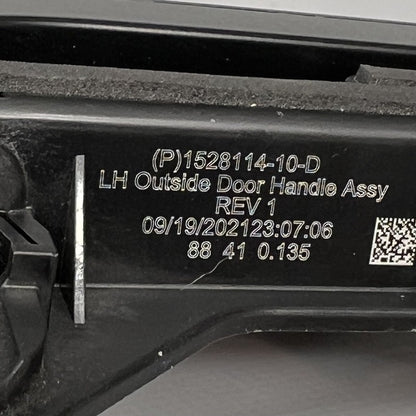 (P)1528114-10-D
LH Outside Door Handle Assy
REV 1
09/19/202123:07:06
88 41 0.135